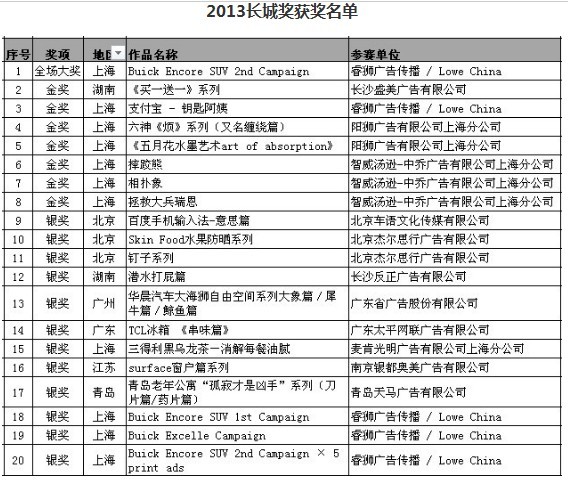 2013长城奖获奖名单
序号 奖项 地区 作品名称 参赛单位
1 全场大奖 上海 Buick Encore SUV 2nd Campaign 睿狮广告传播 / Lowe China
2 金奖 湖南 《买一送一》系列 长沙盛美广告有限公司
3 金奖 上海 支付宝 - 钥匙阿姨 睿狮广告传播 / Lowe China
4 金奖 上海 六神《烦》系列（又名缠绕篇） 阳狮广告有限公司上海分公司
5 金奖 上海 《五月花水墨艺术art of absorption》 阳狮广告有限公司上海分公司
6 金奖 上海 摔跤熊 智威汤逊-中乔广告有限公司上海分公司
7 金奖 上海 相扑象 智威汤逊-中乔广告有限公司上海分公司
8 金奖 上海 拯救大兵瑞恩 智威汤逊-中乔广告有限公司上海分公司
9 银奖 北京 百度手机输入法-意思篇 北京车语文化传媒有限公司
10 银奖 北京 Skin Food水果防晒系列 北京杰尔思行广告有限公司
11 银奖 北京 钉子系列 北京杰尔思行广告有限公司
12 银奖 湖南 潜水打屁篇 长沙反正广告有限公司
13 银奖 广州 华晨汽车大海狮自由空间系列大象篇/犀
牛篇/鲸鱼篇 广东省广告股份有限公司
14 银奖 广东 TCL冰箱 《串味篇》 广东太平网联广告有限公司
15 银奖 上海 三得利黑乌龙茶—消解每餐油腻 麦肯光明广告有限公司上海分公司
16 银奖 江苏 surface窗户篇系列 南京银都奥美广告有限公司
17 银奖 青岛 青岛老年公寓“孤寂才是凶手”系列（刀
片篇/药片篇） 青岛天马广告有限公司
18 银奖 上海 Buick Encore SUV 1st Campaign 睿狮广告传播 / Lowe China
19 银奖 上海 Buick Excelle Campaign 睿狮广告传播 / Lowe China
20 银奖 上海 Buick Encore SUV 2nd Campaign × 5
print ads 睿狮广告传播 / Lowe China